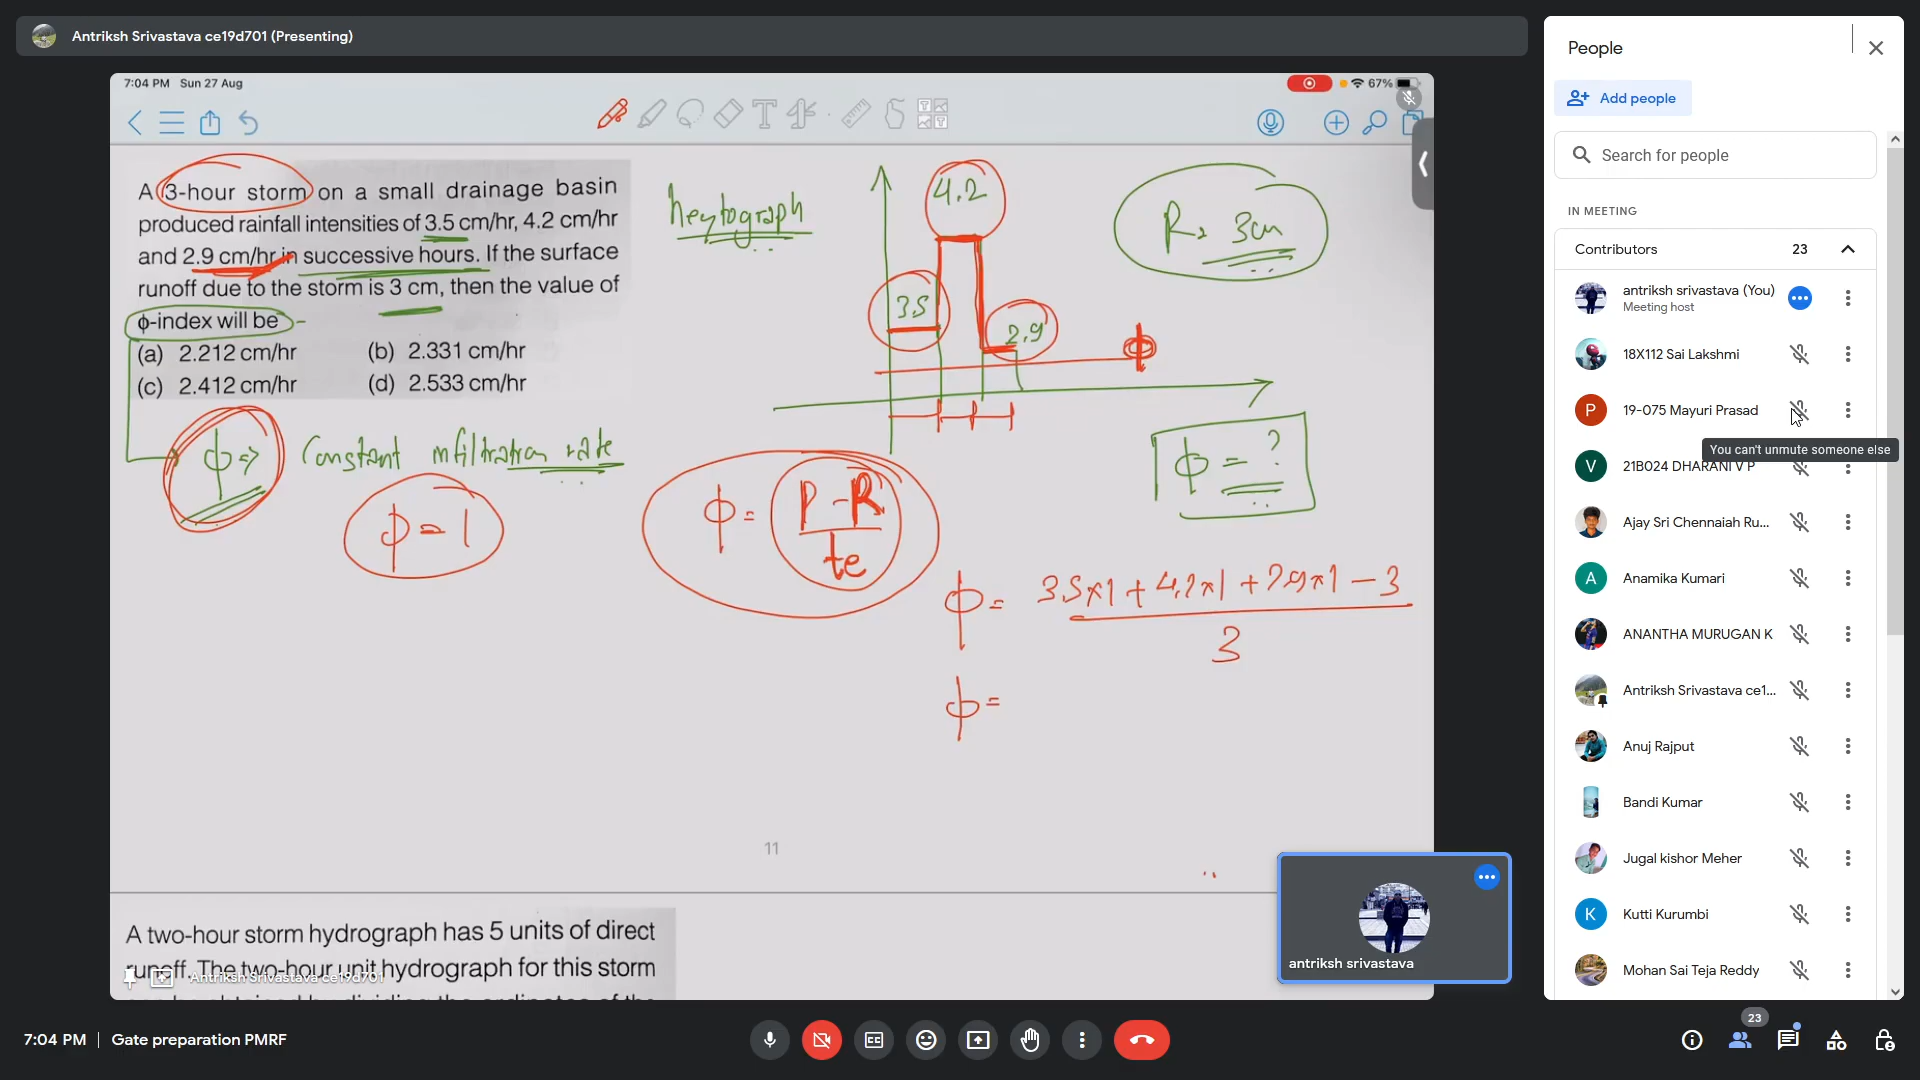 Antriksh Srivastava ce19d701 (Presenting)
7:04 PM Sun 27 Aug
67%
A 3-hour storm on a small drainage basin
produced rainfall intensities of 3.5 cm/hr, 4.2 cm/hr
and 2.9 cm/hr in successive hours. If the surface
runoff due to the storm is 3 cm, then the value of
ϕ-index will be
(a) 2.212 cm/hr (b) 2.331 cm/hr
(c) 2.412 cm/hr (d) 2.533 cm/hr
heytograph
4.2
3.5
2.9
ϕ
R = 3cm
ϕ ⇒ Constant infiltration rate
ϕ = 1
ϕ = P - R / te
ϕ = ?
ϕ = 3.5x1 + 4.2x1 + 2.9x1 - 3
3
ϕ =
11
A two-hour storm hydrograph has 5 units of direct
runoff. The two-hour unit hydrograph for this storm
Antriksh Srivastava ce19d701
antriksh srivastava
People
Add people
Search for people
IN MEETING
Contributors 23
antriksh srivastava (You)
Meeting host
18X112 Sai Lakshmi
P 19-075 Mayuri Prasad
You can't unmute someone else
V 21B024 DHARANI V P
Ajay Sri Chennaiah Ru...
A Anamika Kumari
ANANTHA MURUGAN K
Antriksh Srivastava ce1...
Anuj Rajput
Bandi Kumar
Jugal kishor Meher
K Kutti Kurumbi
Mohan Sai Teja Reddy
7:04 PM | Gate preparation PMRF
23